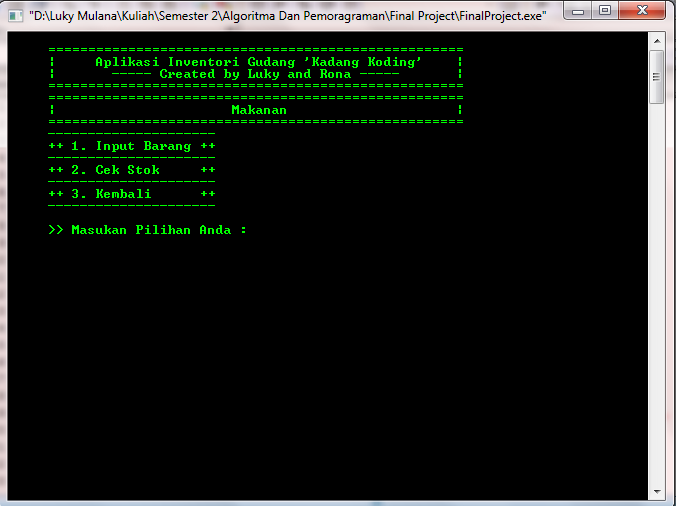 "D:\Luky Mulana\Kuliah\Semester 2\Algoritma Dan Pemoragraman\Final Project\FinalProject.exe"
====================================================
¦     Aplikasi Inventori Gudang 'Kadang Koding'    ¦
¦       ----- Created by Luky and Rona -----       ¦
====================================================
====================================================
¦                      Makanan                     ¦
====================================================
---------------------
++ 1. Input Barang ++
---------------------
++ 2. Cek Stok     ++
---------------------
++ 3. Kembali      ++
---------------------
>> Masukan Pilihan Anda :